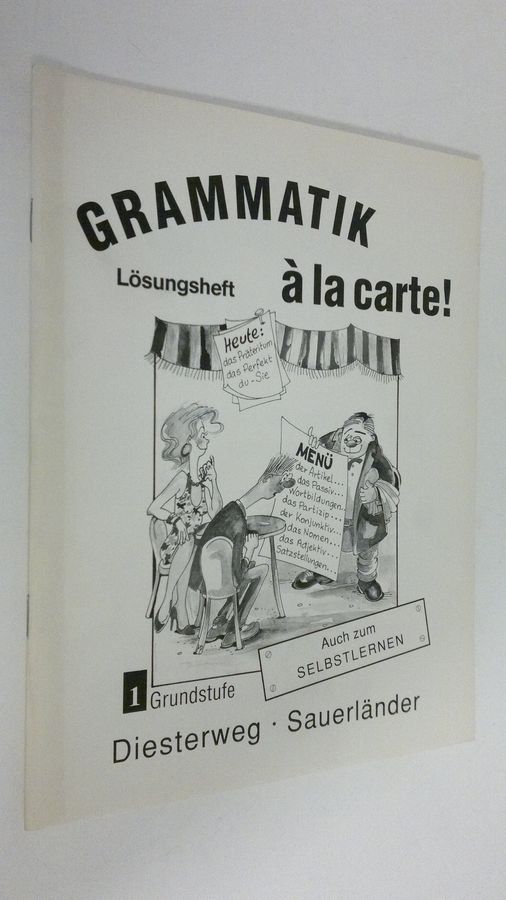 GRAMMATIK
Lösungsheft
à la carte!
Heute:
das Präteritum
das Perfekt
du-Sie
MENÜ
der Artikel...
das Passiv...
Wortbildungen...
das Partizip...
der Konjunktiv...
das Nomen...
das Adjektiv...
Satzstellungen...
Auch zum
SELBSTLERNEN
1 Grundstufe
Diesterweg · Sauerländer